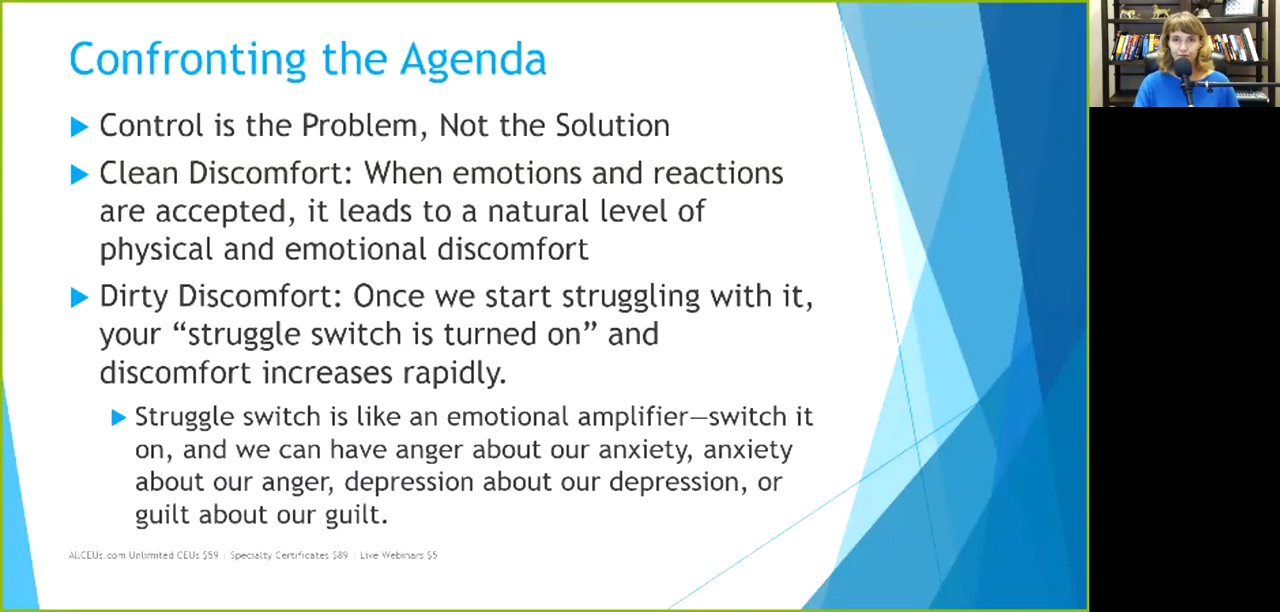 Confronting the Agenda
Control is the Problem, Not the Solution
Clean Discomfort: When emotions and reactions
are accepted, it leads to a natural level of
physical and emotional discomfort
Dirty Discomfort: Once we start struggling with it,
your “struggle switch is turned on” and
discomfort increases rapidly.
Struggle switch is like an emotional amplifier—switch it
on, and we can have anger about our anxiety, anxiety
about our anger, depression about our depression, or
guilt about our guilt.
AllCEUs.com Unlimited CEUs $59 | Specialty Certificates $89 | Live Webinars $5